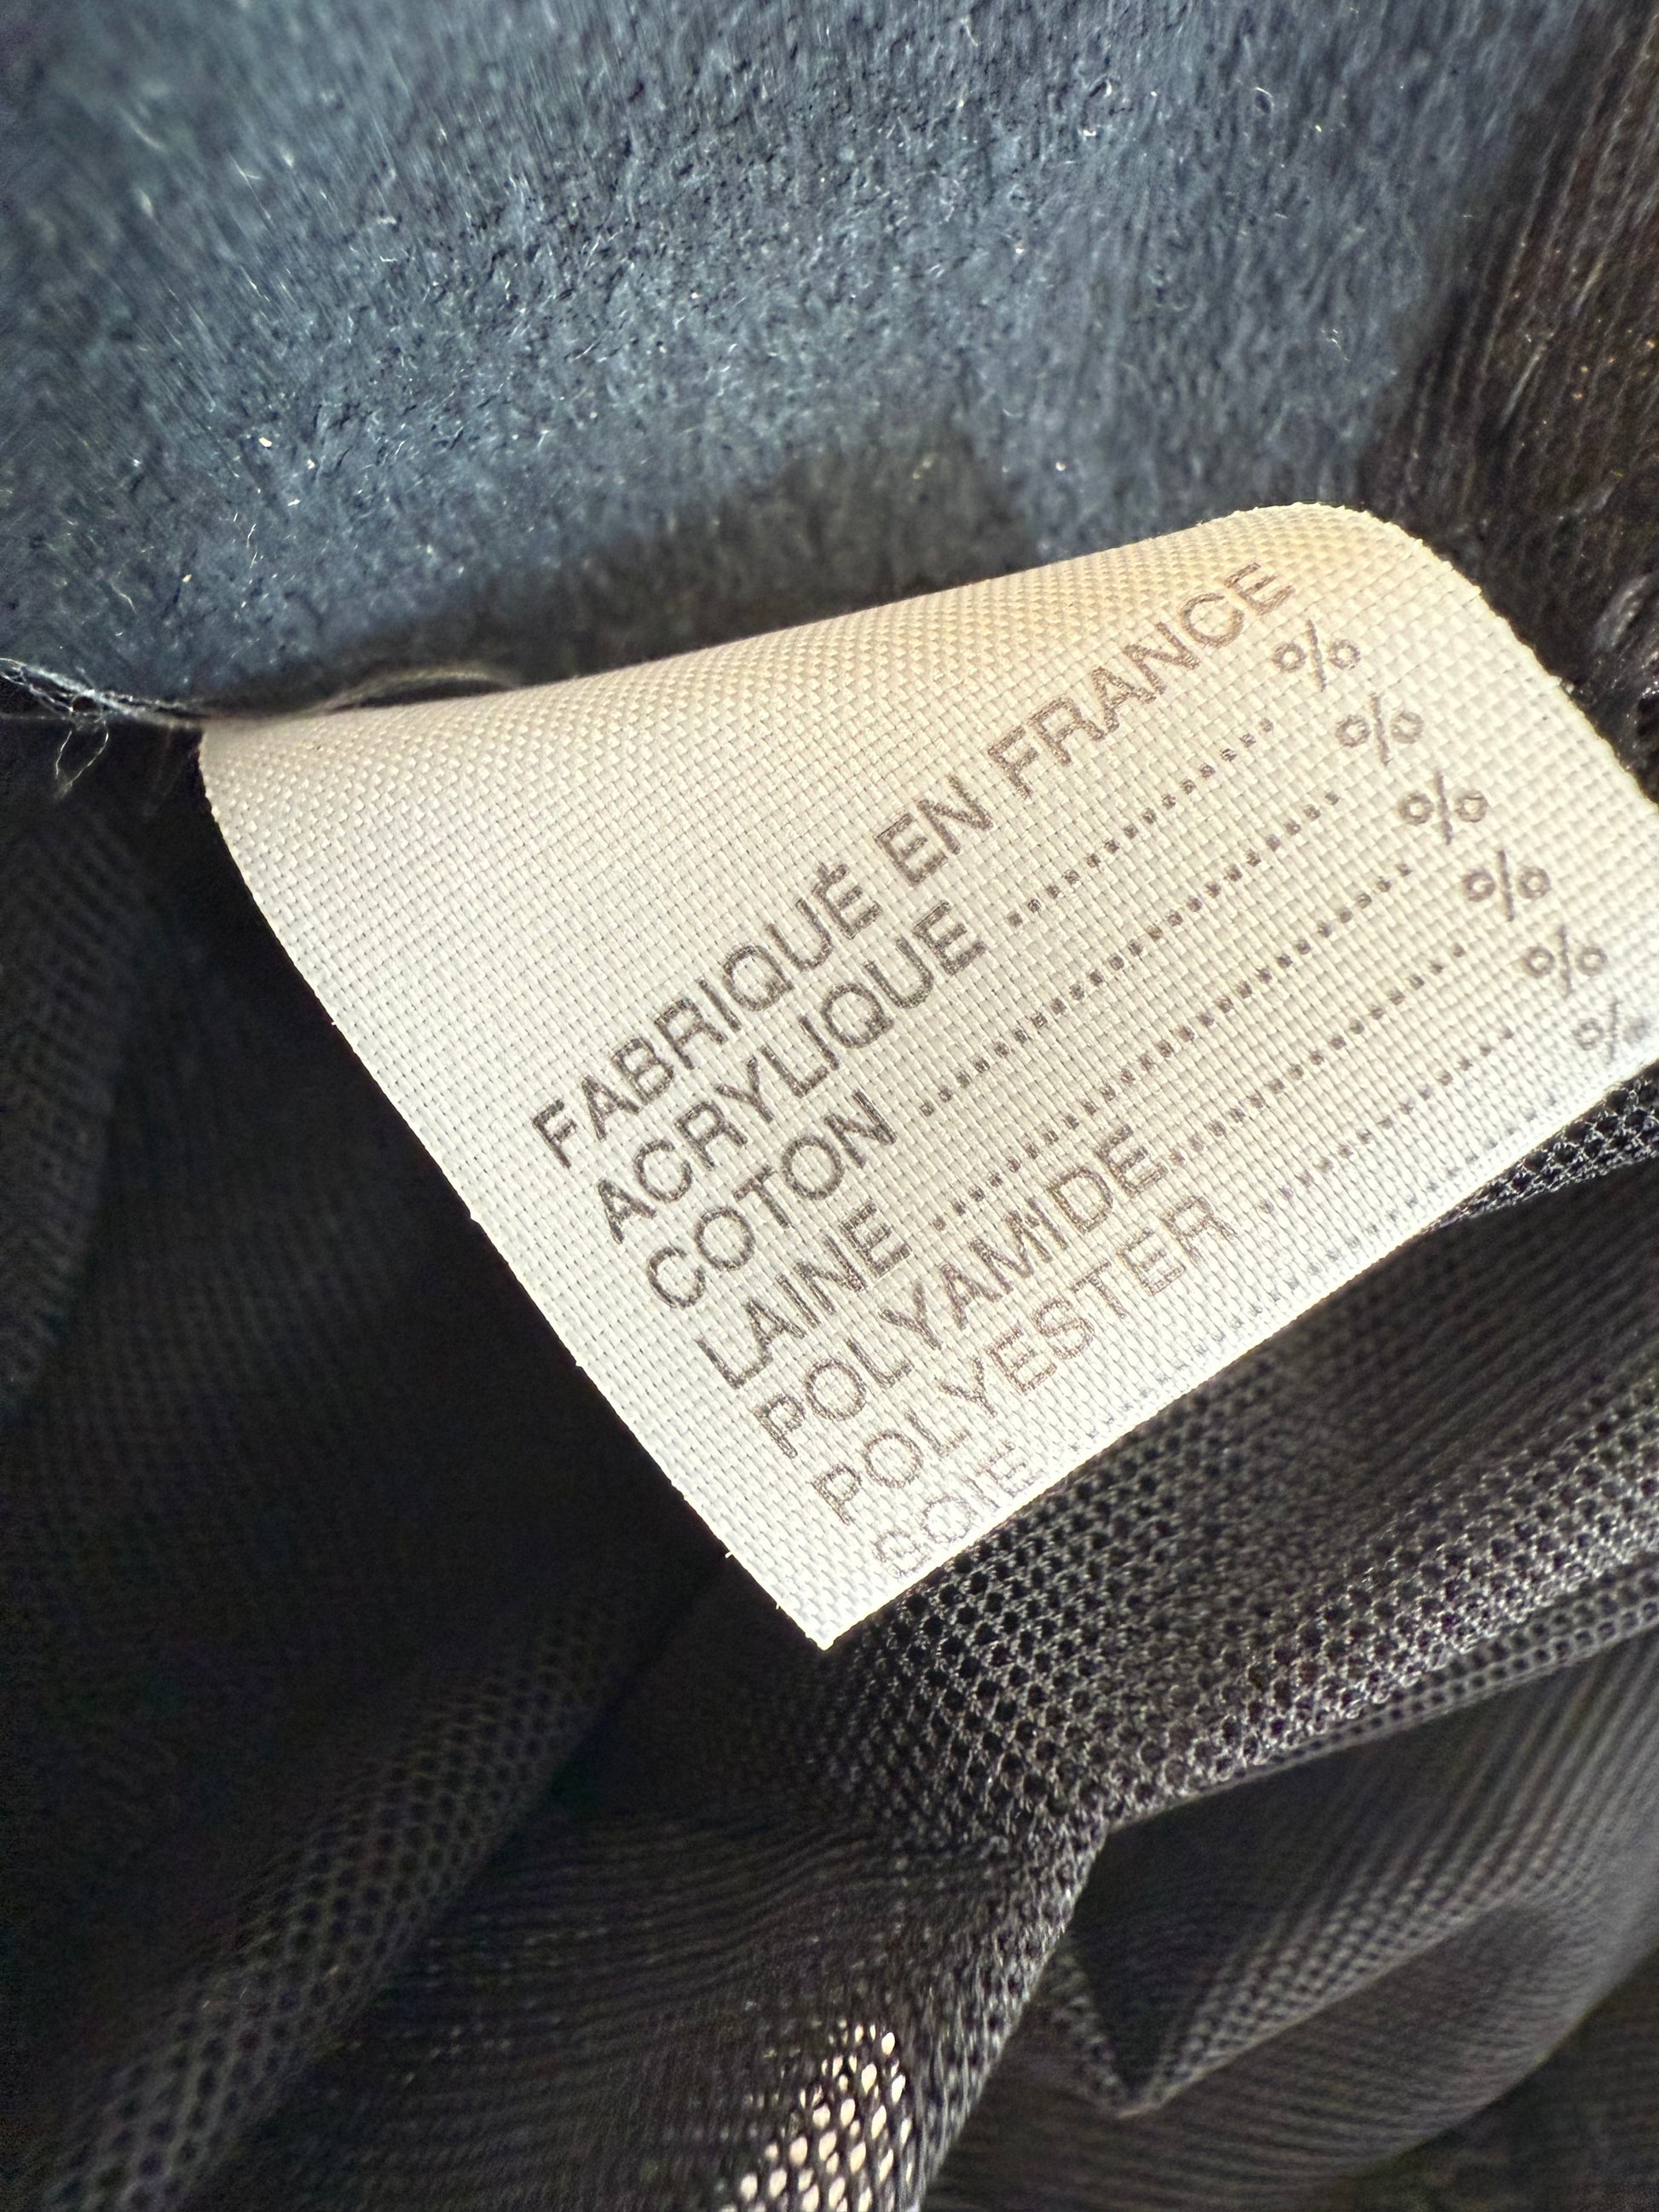 FABRIQUÉ EN FRANCE
ACRYLIQUE .................... %
COTON ............................... %
LAINE .................................. %
POLYAMIDE...................... %
POLYESTER ..................... %
SOIE %